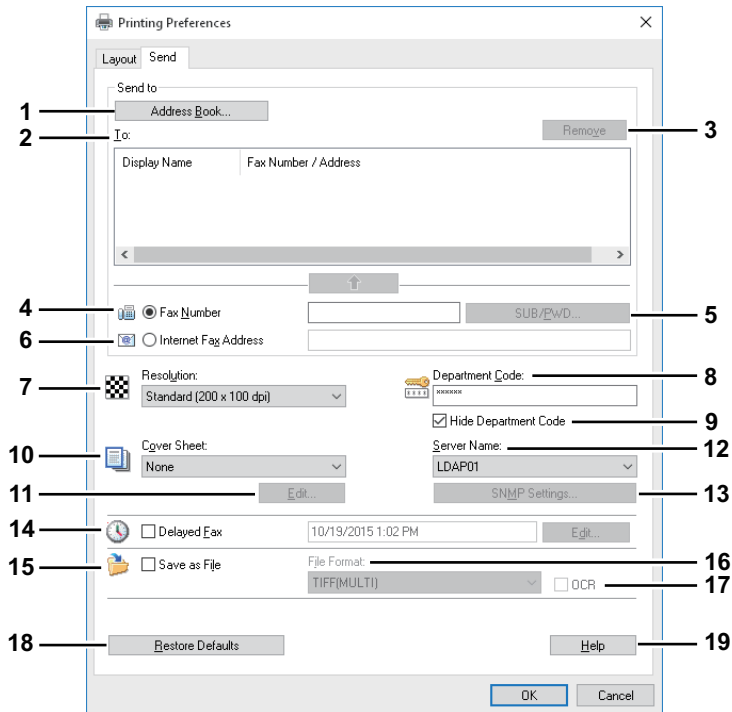 Printing Preferences
Layout Send
Send to
1 Address Book...
2 To:
Remove 3
Display Name Fax Number / Address
4 Fax Number SUB/PWD... 5
6 Internet Fax Address
7 Resolution: Department Code: 8
Standard (200 x 100 dpi) ******
Hide Department Code 9
10 Cover Sheet: Server Name: 12
None LDAP01
11 Edit... SNMP Settings... 13
14 Delayed Fax 10/19/2015 1:02 PM Edit...
15 Save as File File Format: 16
TIFF(MULTI) OCR 17
18 Restore Defaults Help 19
OK Cancel